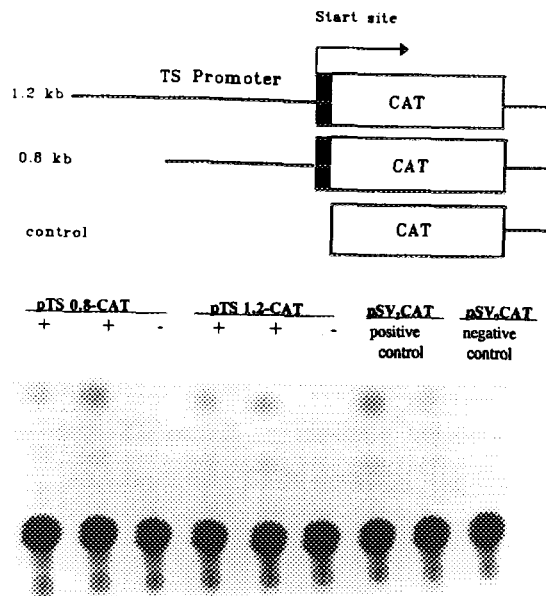 Start site
TS Promoter
1.2 kb
CAT
0.8 kb
CAT
control
CAT
pTS 0.8-CAT pTS 1.2-CAT pSV₂CAT pSV₀CAT
+ + - + + - positive negative
control control